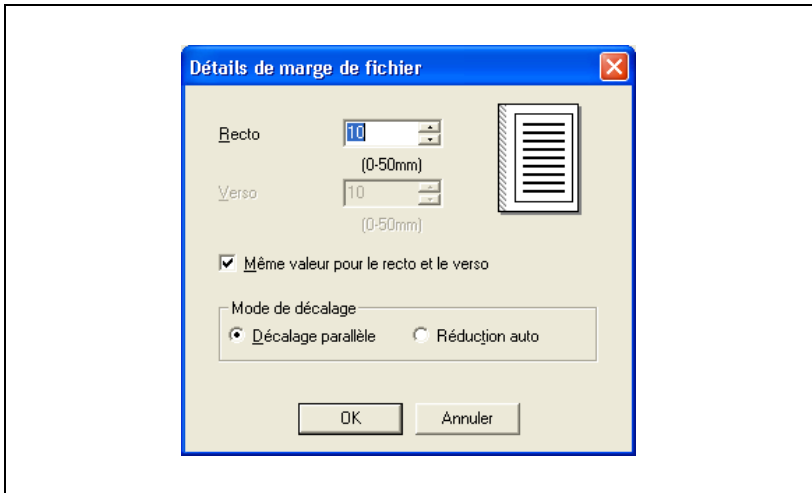 Détails de marge de fichier
Recto 10
(0-50mm)
Verso 10
(0-50mm)
Même valeur pour le recto et le verso
Mode de décalage
Décalage parallèle Réduction auto
OK Annuler